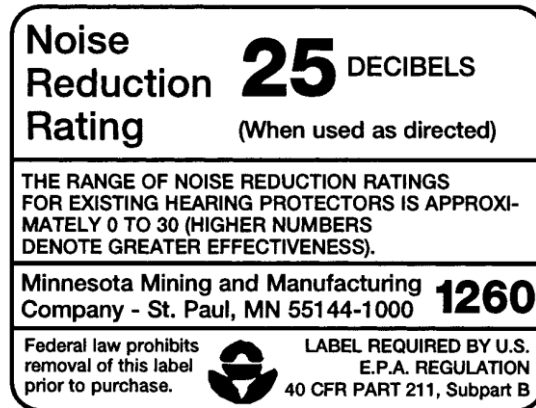 Noise
Reduction
Rating
25 DECIBELS
(When used as directed)
THE RANGE OF NOISE REDUCTION RATINGS
FOR EXISTING HEARING PROTECTORS IS APPROXI-
MATELY 0 TO 30 (HIGHER NUMBERS
DENOTE GREATER EFFECTIVENESS).
Minnesota Mining and Manufacturing
Company - St. Paul, MN 55144-1000
1260
Federal law prohibits
removal of this label
prior to purchase.
LABEL REQUIRED BY U.S.
E.P.A. REGULATION
40 CFR PART 211, Subpart B